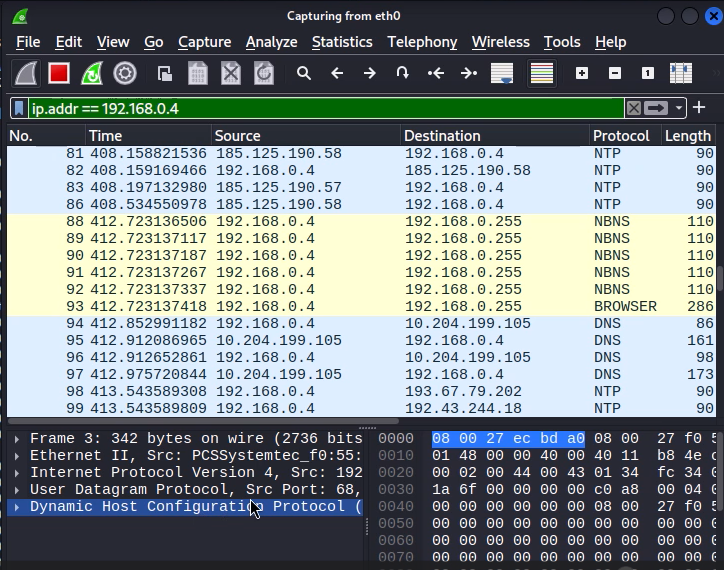 Capturing from eth0
File Edit View Go Capture Analyze Statistics Telephony Wireless Tools Help
ip.addr == 192.168.0.4
No. Time Source Destination Protocol Length
81 408.158821536 185.125.190.58 192.168.0.4 NTP 90
82 408.159169466 192.168.0.4 185.125.190.58 NTP 90
83 408.197132980 185.125.190.57 192.168.0.4 NTP 90
86 408.534550978 185.125.190.58 192.168.0.4 NTP 90
88 412.723136506 192.168.0.4 192.168.0.255 NBNS 110
89 412.723137117 192.168.0.4 192.168.0.255 NBNS 110
90 412.723137187 192.168.0.4 192.168.0.255 NBNS 110
91 412.723137267 192.168.0.4 192.168.0.255 NBNS 110
92 412.723137337 192.168.0.4 192.168.0.255 NBNS 110
93 412.723137418 192.168.0.4 192.168.0.255 BROWSER 286
94 412.852991182 192.168.0.4 10.204.199.105 DNS 86
95 412.912086965 10.204.199.105 192.168.0.4 DNS 161
96 412.912652861 192.168.0.4 10.204.199.105 DNS 98
97 412.975720844 10.204.199.105 192.168.0.4 DNS 173
98 413.543589308 192.168.0.4 193.67.79.202 NTP 90
99 413.543589809 192.168.0.4 92.43.244.18 NTP 90
Frame 3: 342 bytes on wire (2736 bits
Ethernet II, Src: PCSSystemtec_f0:55:
Internet Protocol Version 4, Src: 192
User Datagram Protocol, Src Port: 68,
Dynamic Host Configuration Protocol (
0000 08 00 27 ec bd a0 08 00 27 f0 5
0010 01 48 00 00 40 00 40 11 b8 4e c
0020 00 02 00 44 00 43 01 34 fc 34 0
0030 1a 6f 00 00 00 00 c0 a8 00 04 0
0040 00 00 00 00 00 00 08 00 27 f0 5
0050 00 00 00 00 00 00 00 00 00 00 0
0060 00 00 00 00 00 00 00 00 00 00 0
0070 00 00 00 00 00 00 00 00 00 00 0